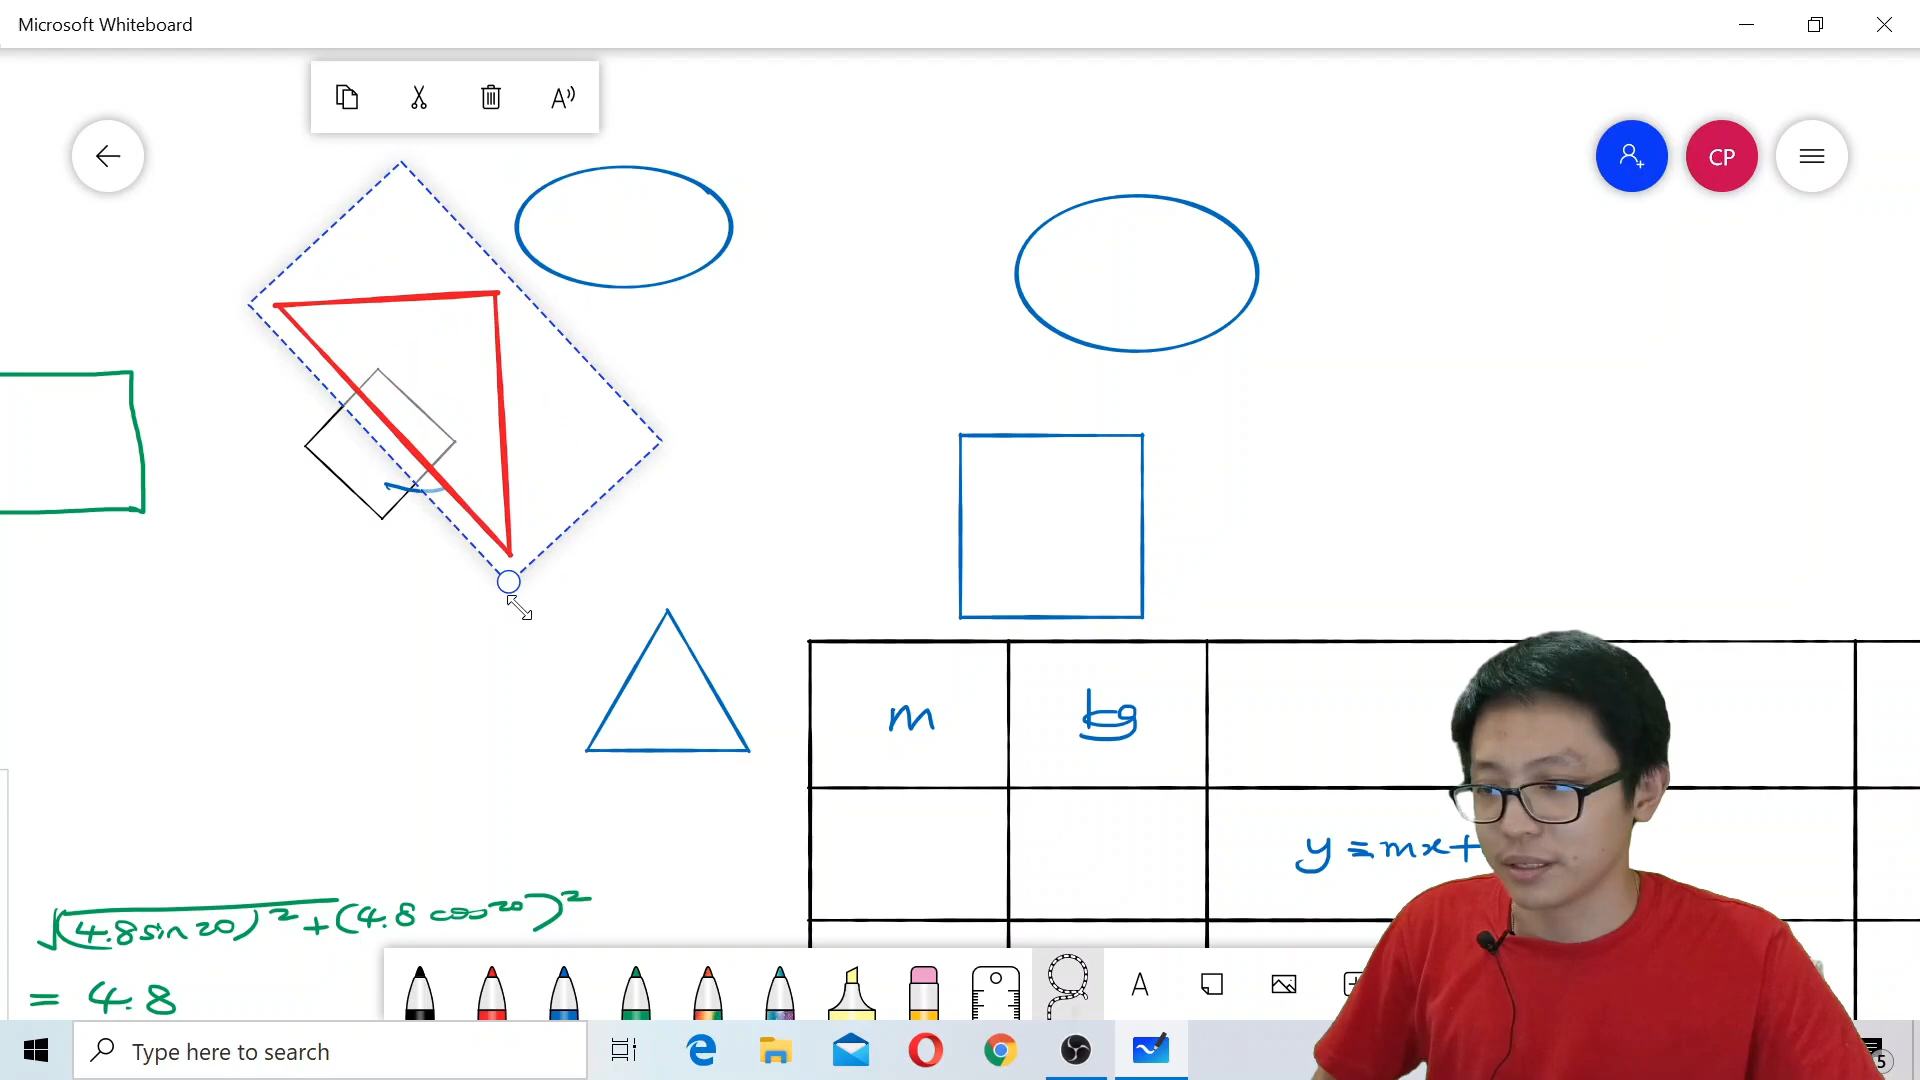 Microsoft Whiteboard
A
CP
m
kg
y = mx+
√(4.8 sin 20)² + (4.8 cos 20)²
= 4.8
A
Type here to search
5